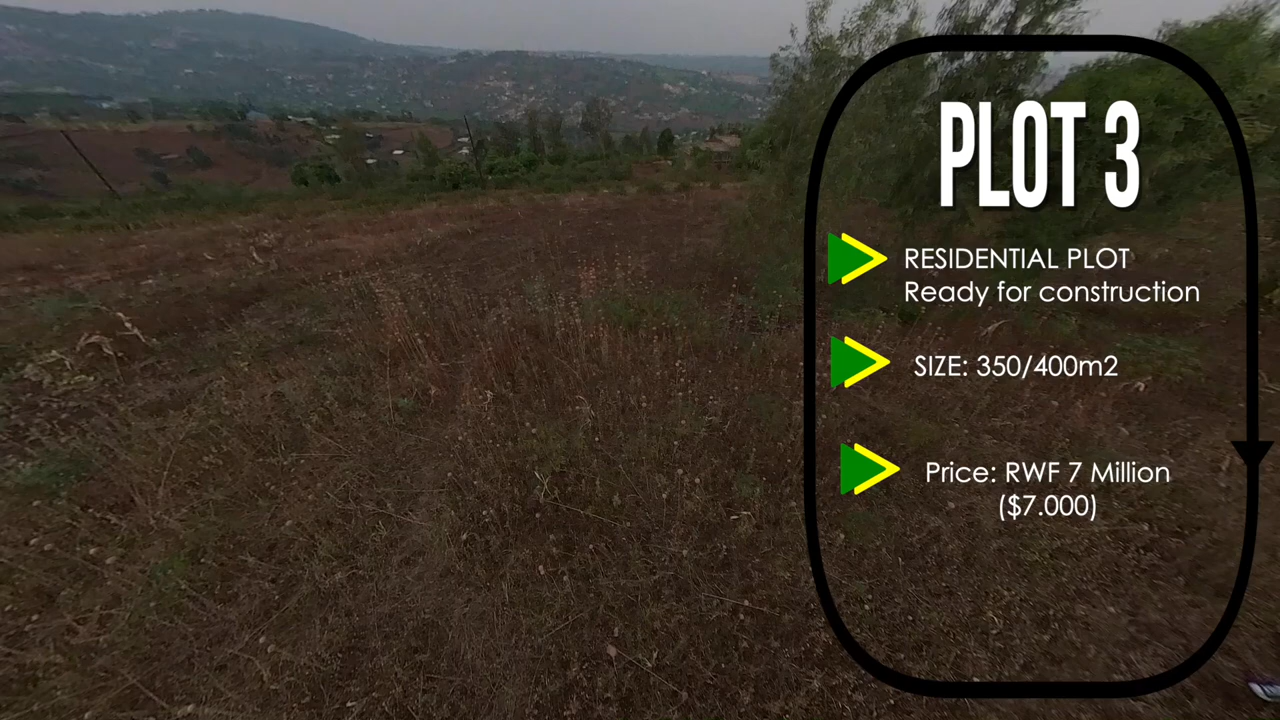 PLOT 3
RESIDENTIAL PLOT
Ready for construction
SIZE: 350/400m2
Price: RWF 7 Million
($7.000)